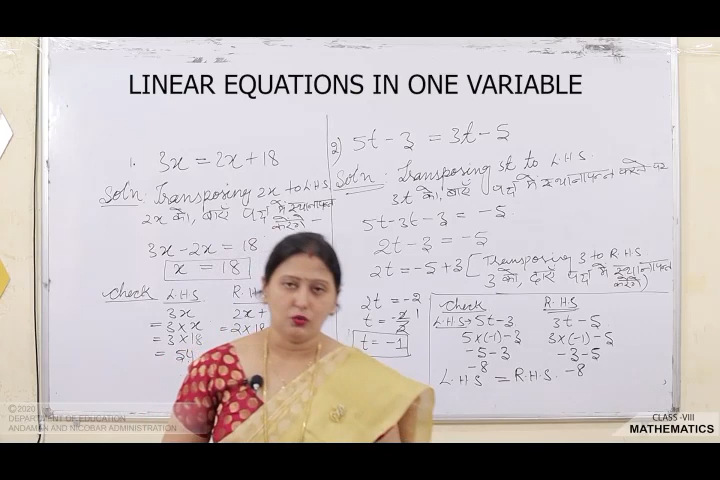 LINEAR EQUATIONS IN ONE VARIABLE
1. 3x = 2x + 18
Soln. Transposing 2x to L.H.S
2x को, बाएँ पक्ष में स्थानापन्न
करेंगे -
3x - 2x = 18
x = 18
Check L.H.S R.H.
3x 2x+
= 3 × x = 2×18
= 3 × 18
= 54
2) 5t - 3 = 3t - 5
Soln: Transposing 3t to L.H.S.
3t को, बाएँ पक्ष में स्थानापन्न करने पर
5t - 3t - 3 = -5
2t - 3 = -5
2t = -5 + 3 [Transposing 3 to R.H.S
3 को, दाएँ पक्ष में स्थानापन्न
करेंगे)
2t = -2
t = -2/2 1
t = -1
Check R.H.S
L.H.S → 5t - 3 3t - 5
5×(-1) - 3 3×(-1) - 5
-5 - 3 -3 - 5
-8 -8
L.H.S = R.H.S.
©2020
DEPARTMENT OF EDUCATION
ANDAMAN AND NICOBAR ADMINISTRATION
CLASS -VIII
MATHEMATICS